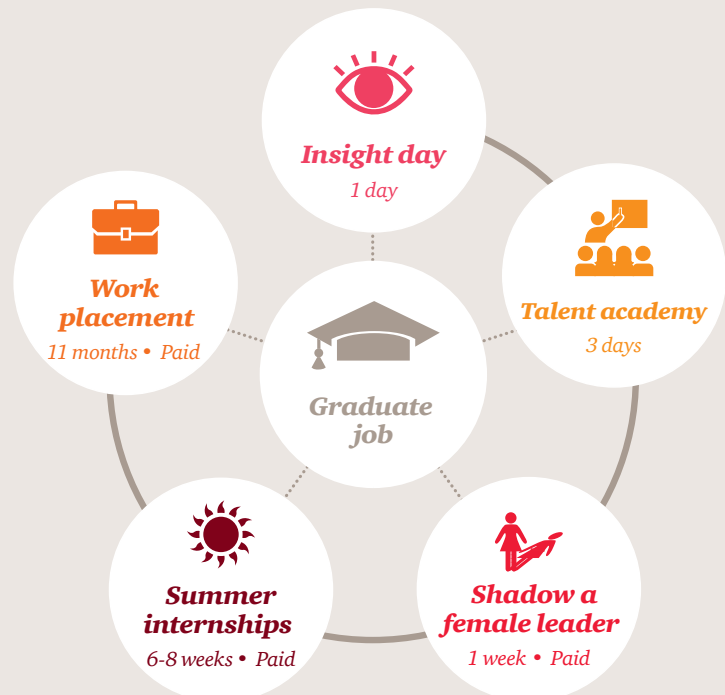 Insight day
1 day
Talent academy
3 days
Work
placement
11 months • Paid
Graduate
job
Summer
internships
6-8 weeks • Paid
Shadow a
female leader
1 week • Paid